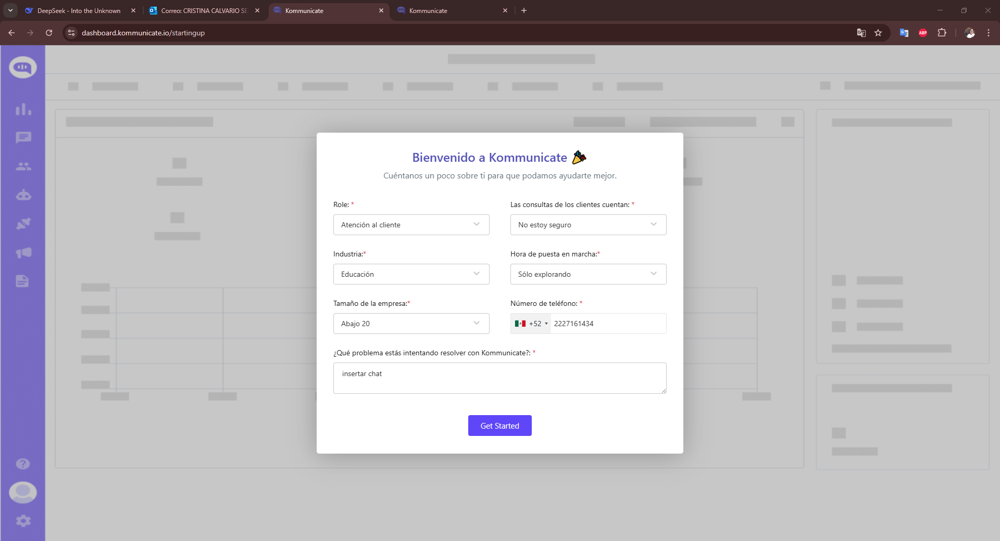 DeepSeek - Into the Unknown
Correo: CRISTINA CALVARIO SE
Kommunicate
Kommunicate
dashboard.kommunicate.io/startingup
ABP
Bienvenido a Kommunicate
Cuéntanos un poco sobre ti para que podamos ayudarte mejor.
Role: *
Las consultas de los clientes cuentan: *
Atención al cliente
No estoy seguro
Industria:*
Hora de puesta en marcha:*
Educación
Sólo explorando
Tamaño de la empresa:*
Número de teléfono: *
Abajo 20
+52 2227161434
¿Qué problema estás intentando resolver con Kommunicate?: *
insertar chat
Get Started